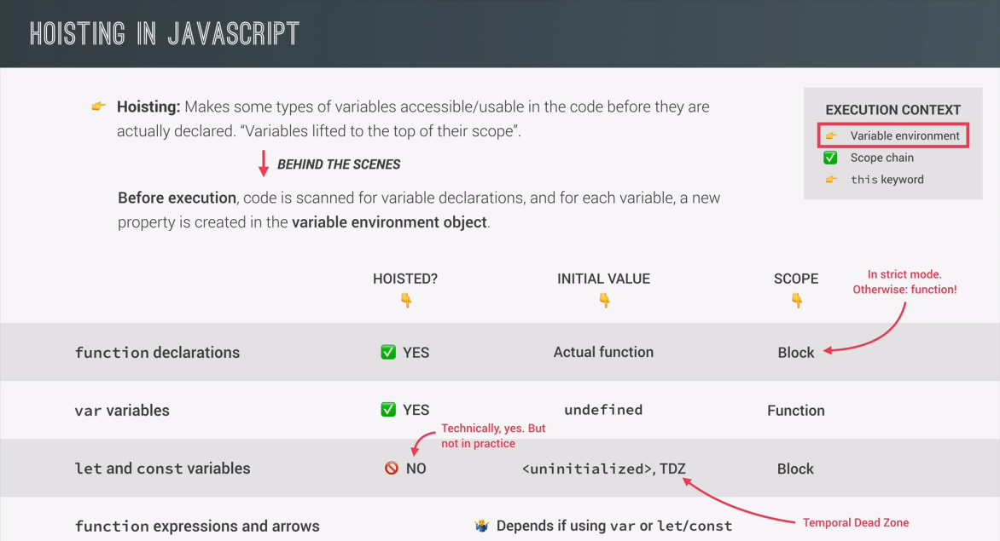 HOISTING IN JAVASCRIPT
👉 Hoisting: Makes some types of variables accessible/usable in the code before they are
actually declared. “Variables lifted to the top of their scope”.
BEHIND THE SCENES
Before execution, code is scanned for variable declarations, and for each variable, a new
property is created in the variable environment object.
EXECUTION CONTEXT
👉 Variable environment
✅ Scope chain
👉 this keyword
HOISTED? INITIAL VALUE SCOPE
👇 👇 👇
In strict mode.
Otherwise: function!
function declarations ✅ YES Actual function Block
var variables ✅ YES undefined Function
Technically, yes. But
not in practice
let and const variables 🚫 NO <uninitialized>, TDZ Block
Temporal Dead Zone
function expressions and arrows 🤷‍♂️ Depends if using var or let/const